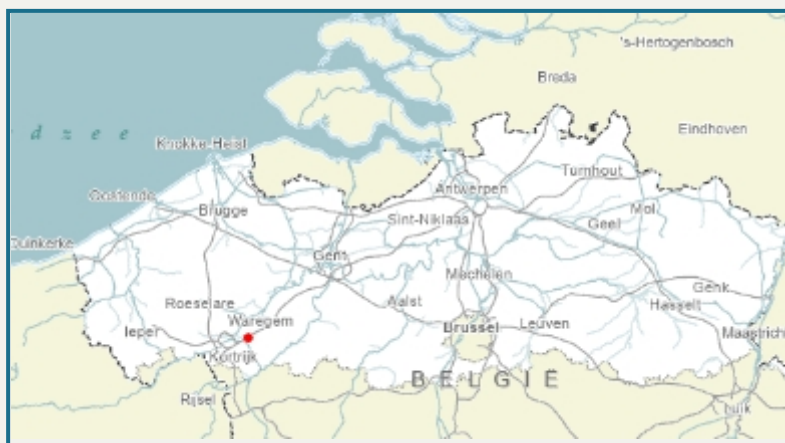 's-Hertogenbosch
Breda
d z e e
Eindhoven
Knokke-Heist
Turnhout
Antwerpen
Oostende
Mol
Brugge
Sint-Niklaas
Geel
Duinkerke
Gent
Mechelen
Genk
Roeselare
Aalst
Hasselt
Waregem
Ieper
Brussel
Leuven
Maastrich
Kortrijk
BELGIË
Rijsel
Luik